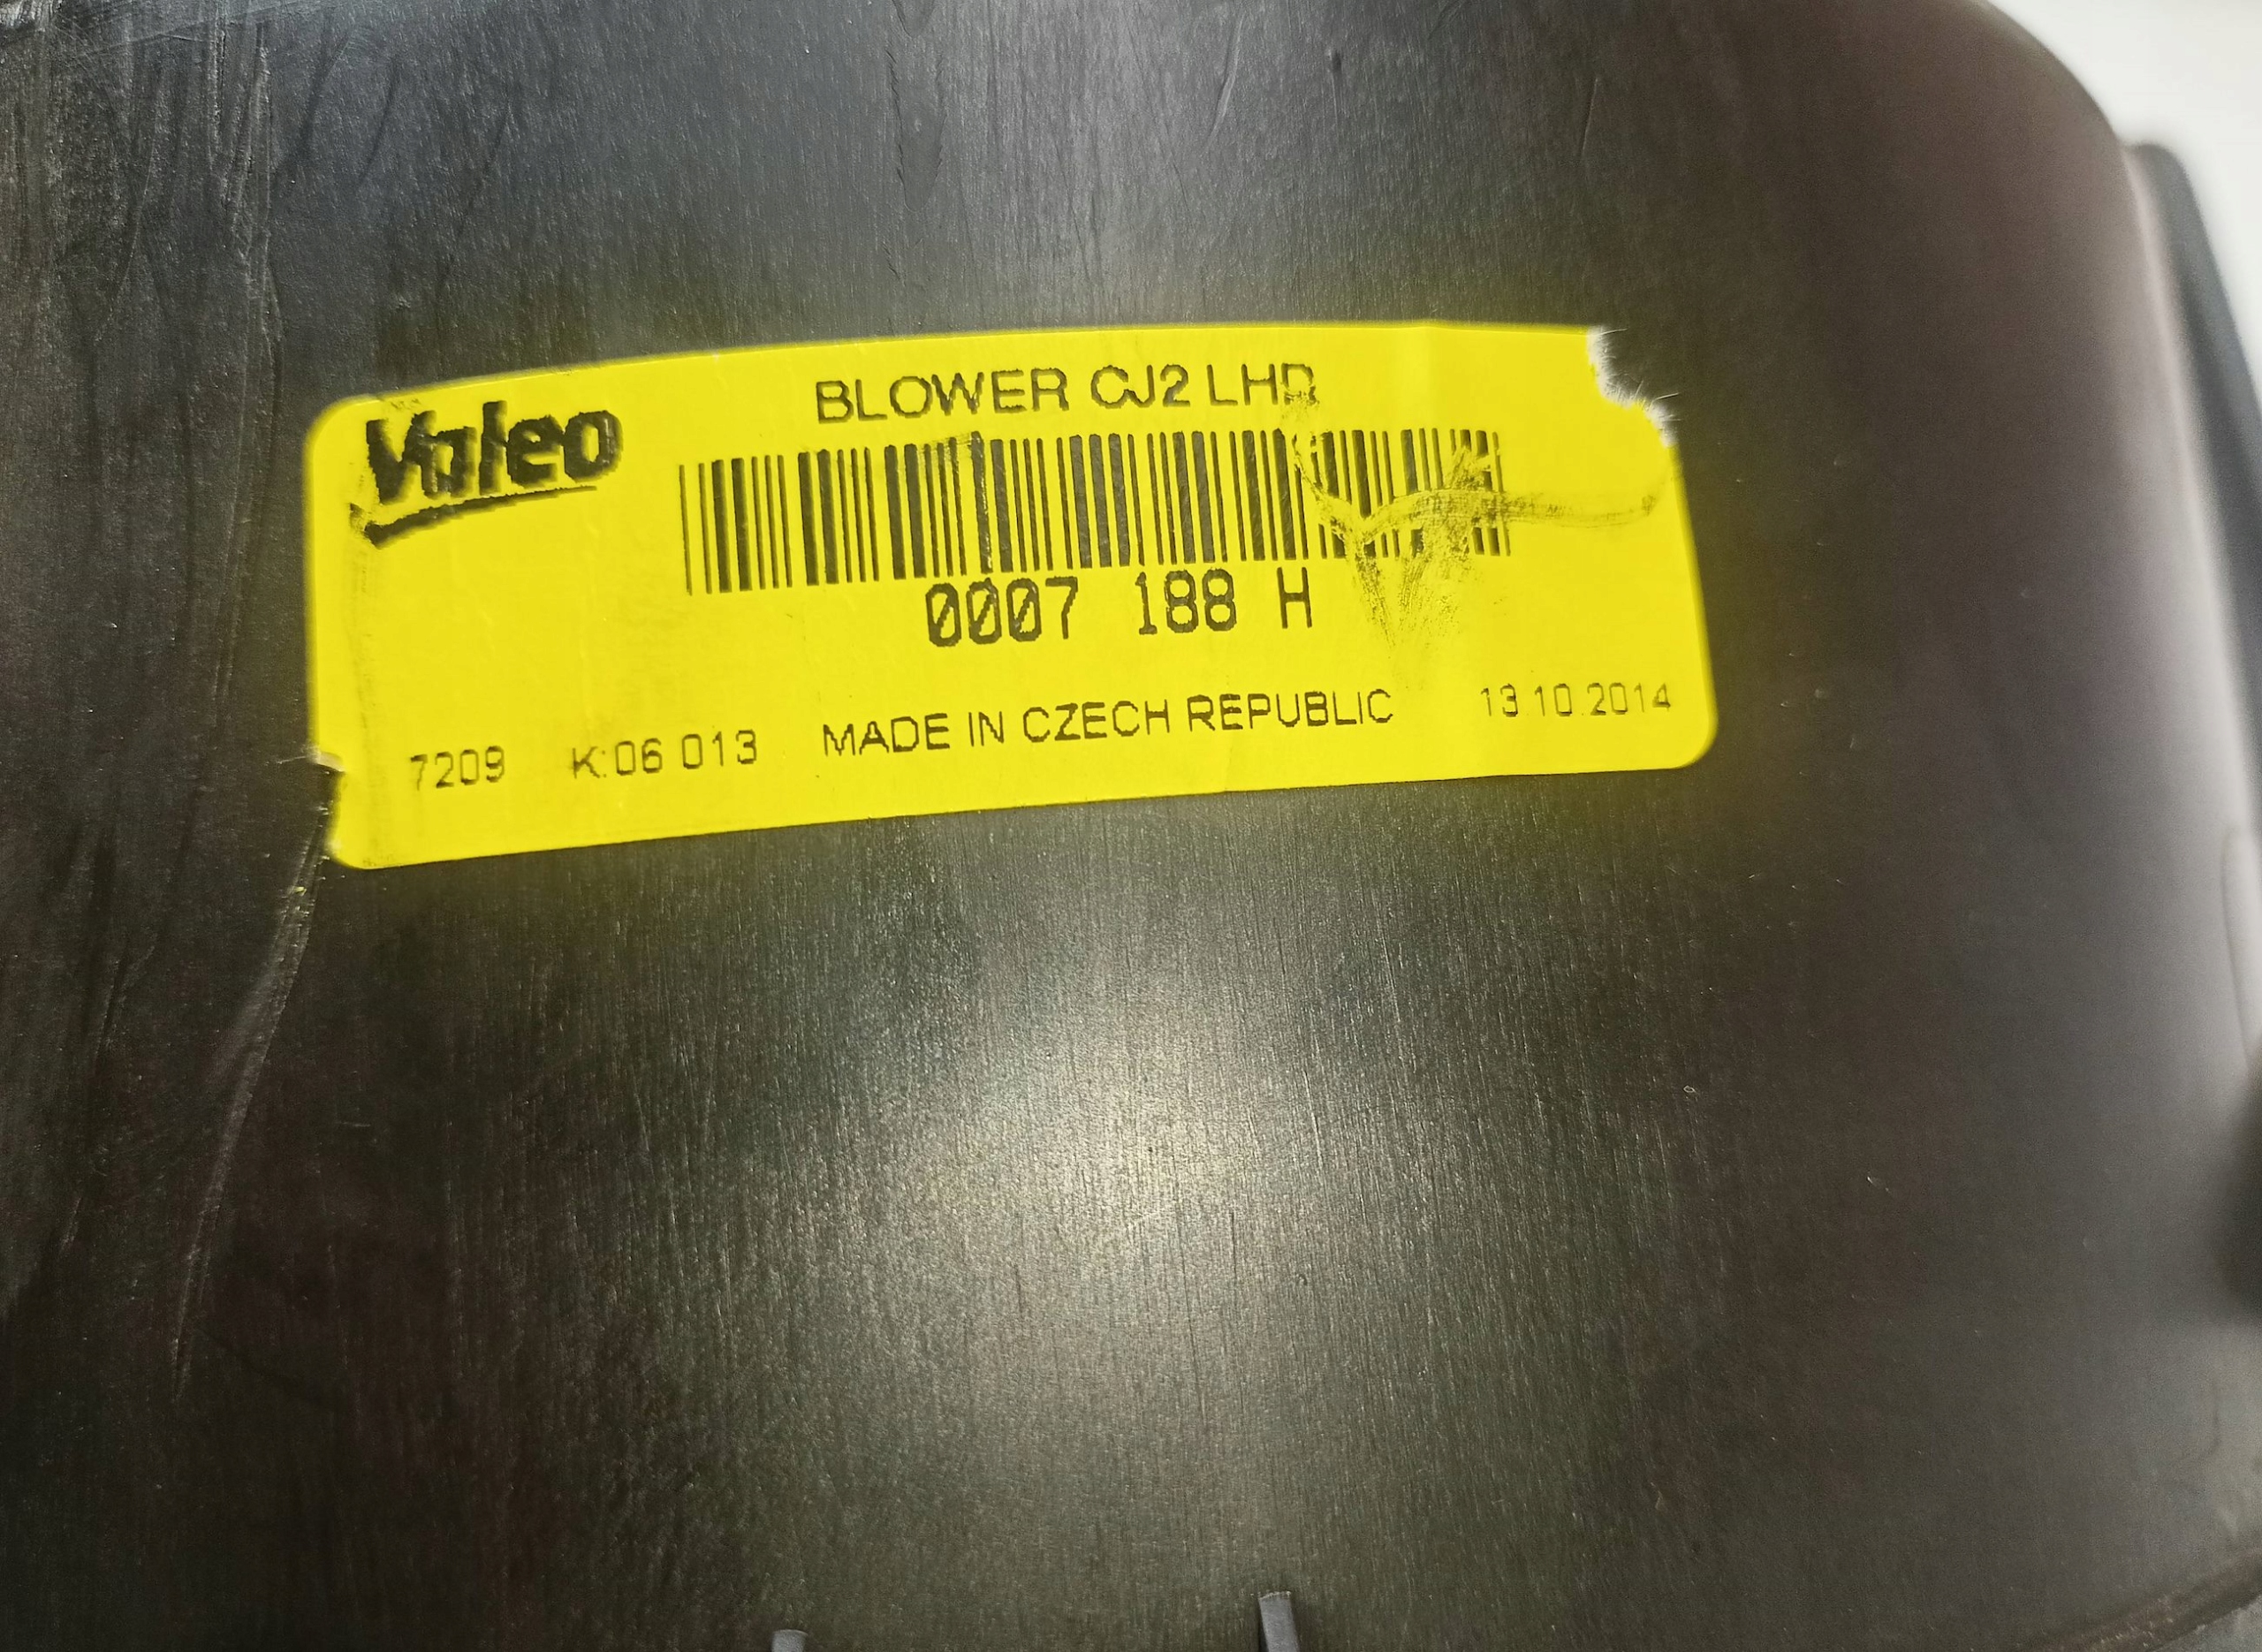 BLOWER CJ2 LHD
Valeo
0007 188 H
7209 K:06 013 MADE IN CZECH REPUBLIC 13.10.2014